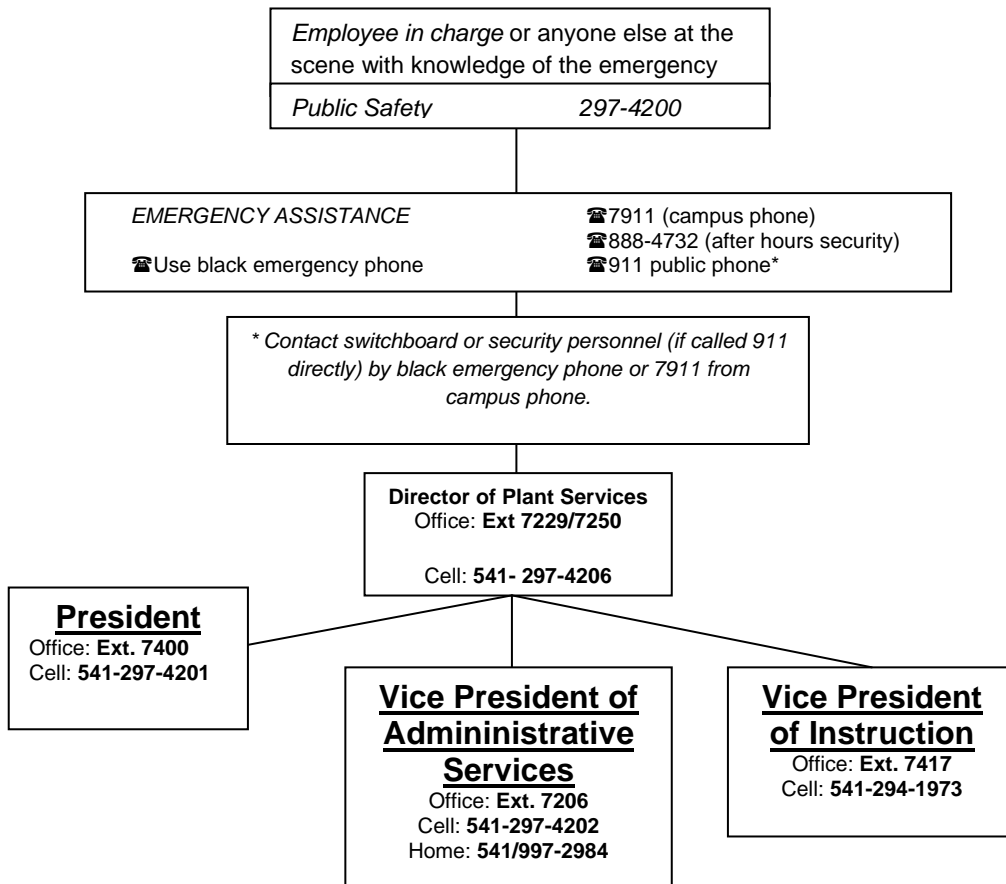 Employee in charge or anyone else at the
scene with knowledge of the emergency
Public Safety 297-4200
EMERGENCY ASSISTANCE ☎7911 (campus phone)
☎888-4732 (after hours security)
☎Use black emergency phone ☎911 public phone*
* Contact switchboard or security personnel (if called 911
directly) by black emergency phone or 7911 from
campus phone.
Director of Plant Services
Office: Ext 7229/7250
Cell: 541- 297-4206
President
Office: Ext. 7400
Cell: 541-297-4201
Vice President of
Admininistrative
Services
Office: Ext. 7206
Cell: 541-297-4202
Home: 541/997-2984
Vice President
of Instruction
Office: Ext. 7417
Cell: 541-294-1973